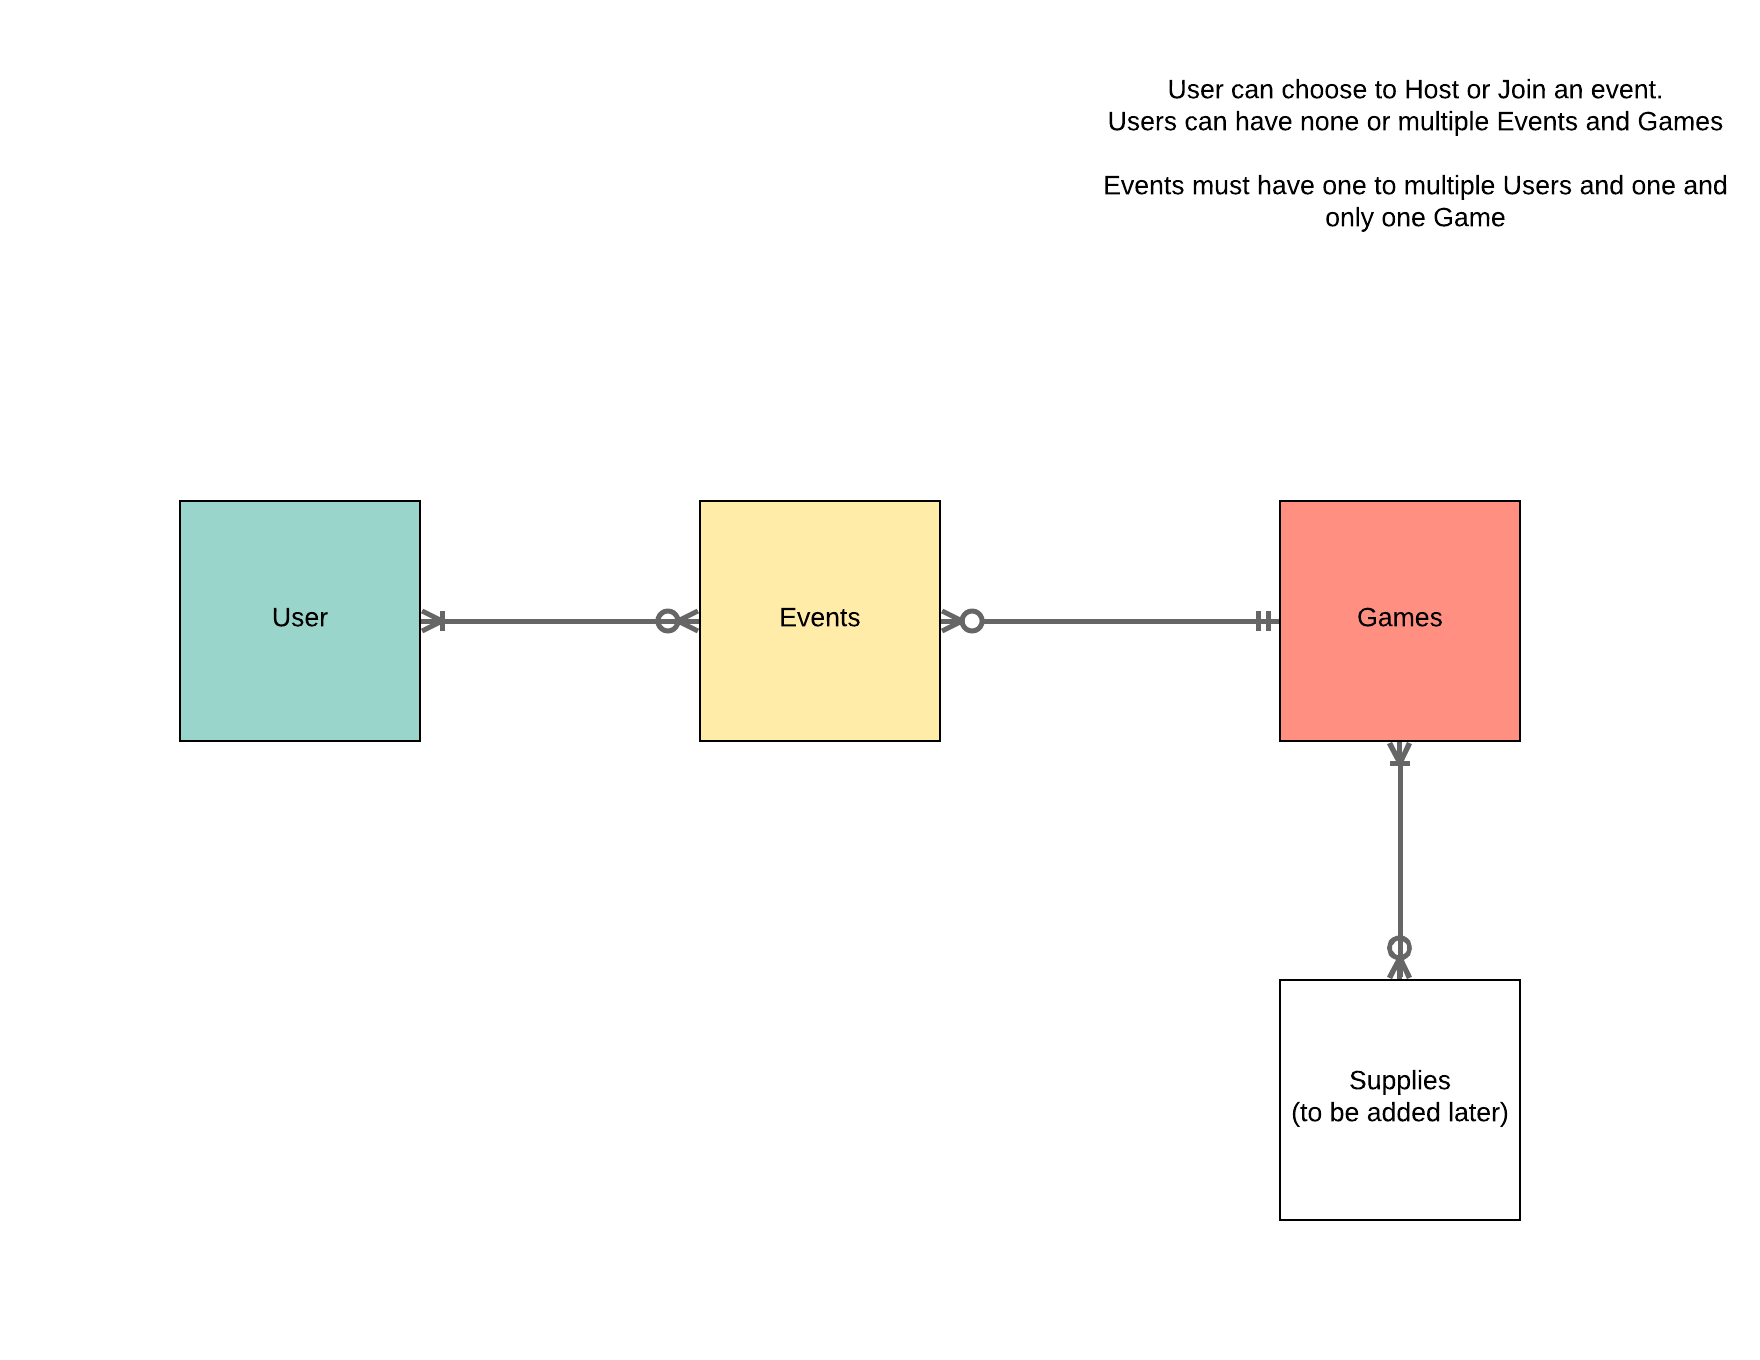 User can choose to Host or Join an event.
Users can have none or multiple Events and Games
Events must have one to multiple Users and one and
only one Game
User
Events
Games
Supplies
(to be added later)